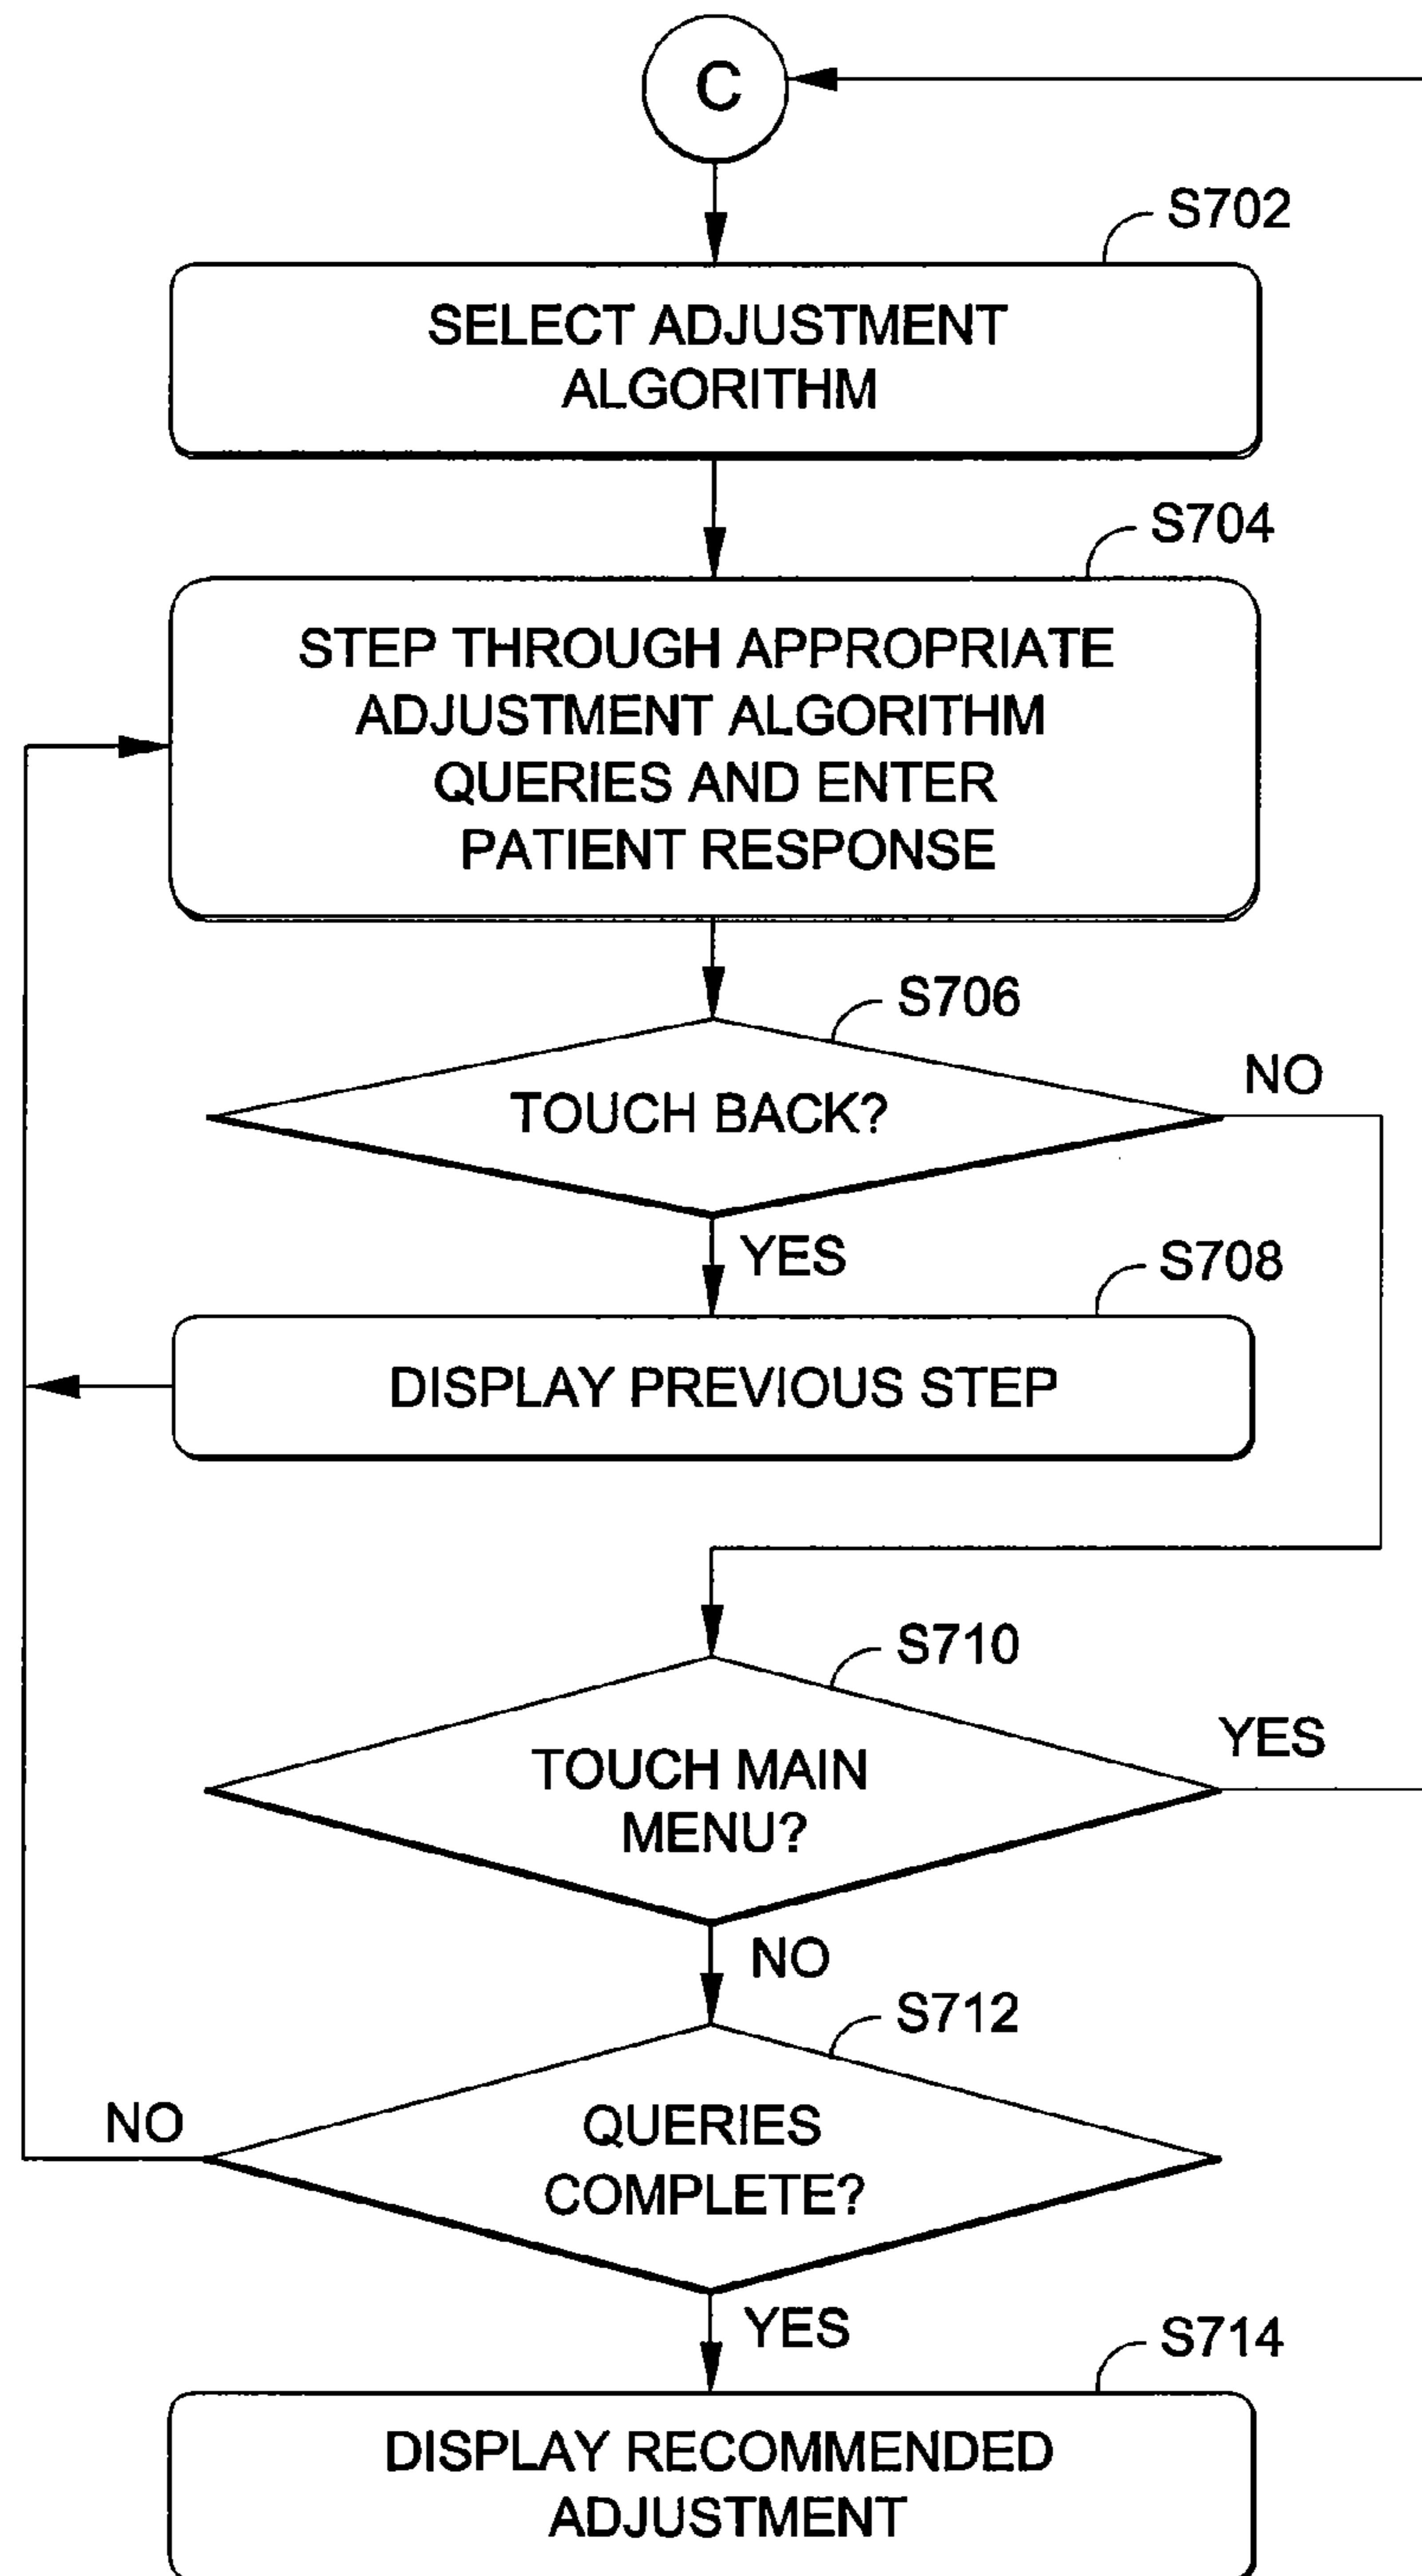 C
S702
SELECT ADJUSTMENT
ALGORITHM
S704
STEP THROUGH APPROPRIATE
ADJUSTMENT ALGORITHM
QUERIES AND ENTER
PATIENT RESPONSE
S706
NO
TOUCH BACK?
YES
S708
DISPLAY PREVIOUS STEP
S710
YES
TOUCH MAIN
MENU?
NO
S712
NO
QUERIES
COMPLETE?
YES
S714
DISPLAY RECOMMENDED
ADJUSTMENT